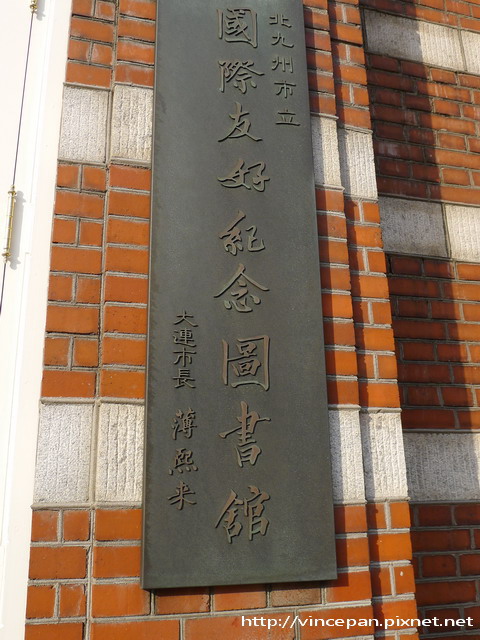 北九州市立
國際友好紀念圖書館
大連市長 薄熙来
http://vincepan.pixnet.net